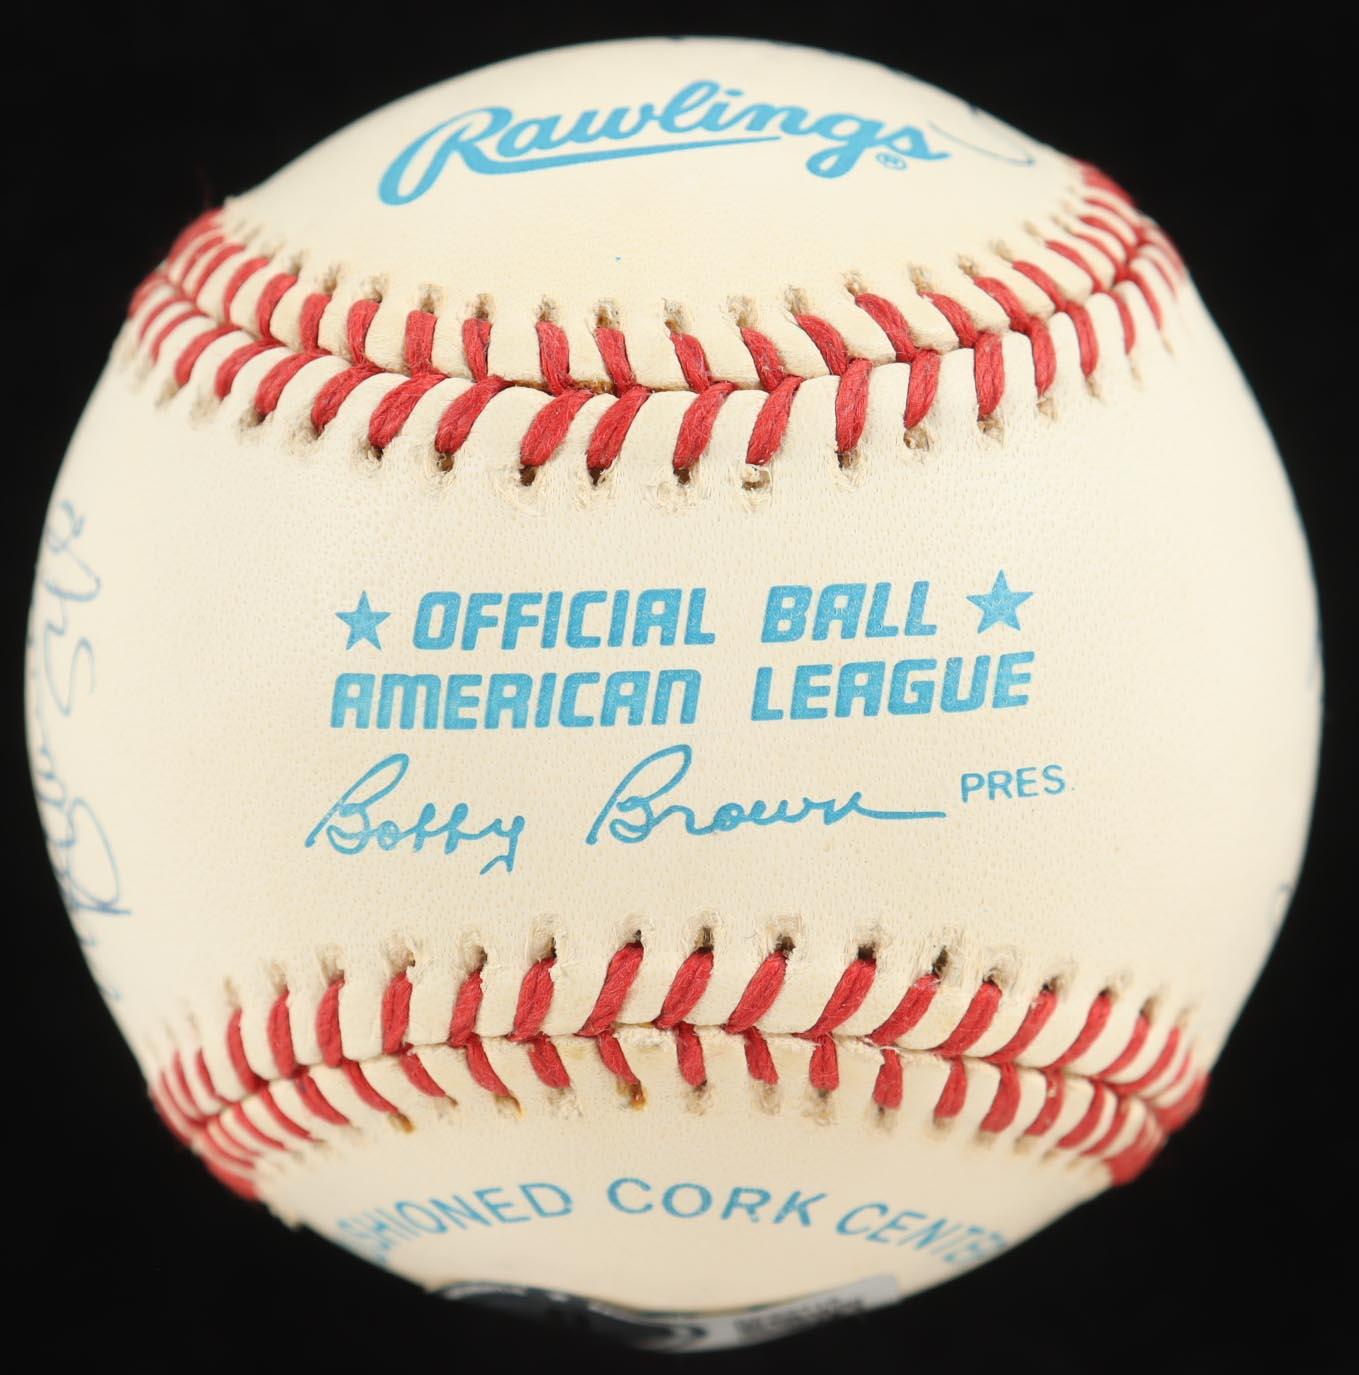 Rawlings®
★ OFFICIAL BALL ★
AMERICAN LEAGUE
Bobby Brown PRES.
SHIONED CORK CENTE